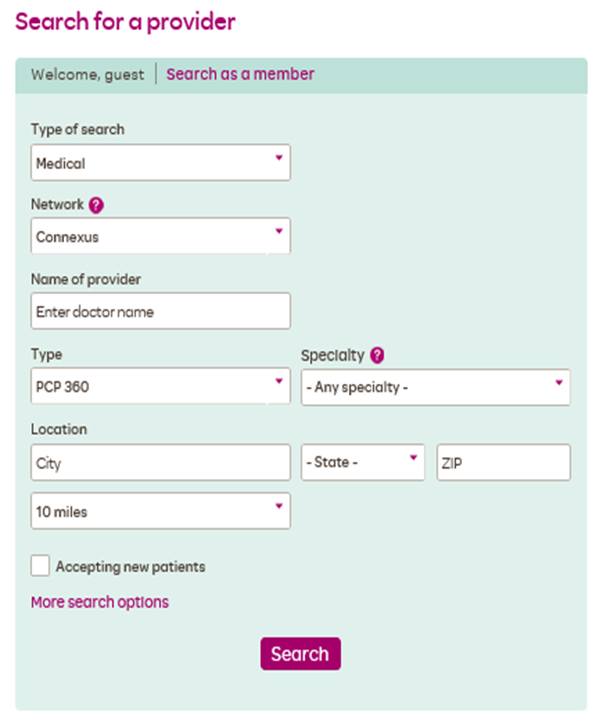 Search for a provider
Welcome, guest | Search as a member
Type of search
Medical
Network ?
Connexus
Name of provider
Enter doctor name
Type Specialty ?
PCP 360 - Any specialty -
Location
City - State - ZIP
10 miles
Accepting new patients
More search options
Search